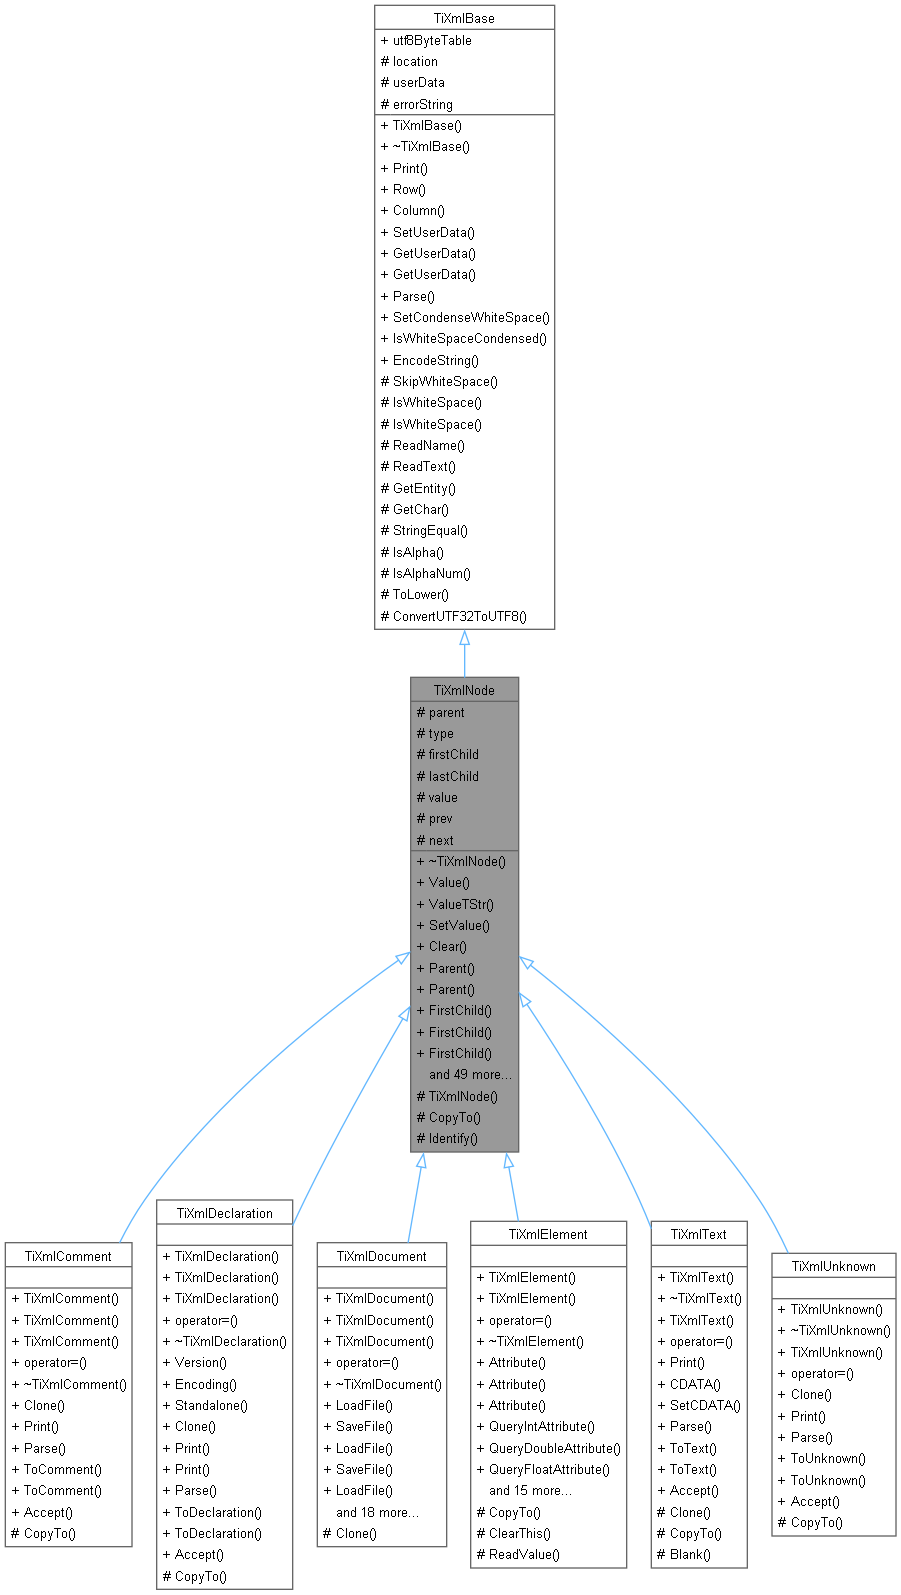 TiXmlBase
+ utf8ByteTable
# location
# userData
# errorString
+ TiXmlBase()
+ ~TiXmlBase()
+ Print()
+ Row()
+ Column()
+ SetUserData()
+ GetUserData()
+ GetUserData()
+ Parse()
+ SetCondenseWhiteSpace()
+ IsWhiteSpaceCondensed()
+ EncodeString()
# SkipWhiteSpace()
# IsWhiteSpace()
# IsWhiteSpace()
# ReadName()
# ReadText()
# GetEntity()
# GetChar()
# StringEqual()
# IsAlpha()
# IsAlphaNum()
# ToLower()
# ConvertUTF32ToUTF8()
TiXmlNode
# parent
# type
# firstChild
# lastChild
# value
# prev
# next
+ ~TiXmlNode()
+ Value()
+ ValueTStr()
+ SetValue()
+ Clear()
+ Parent()
+ Parent()
+ FirstChild()
+ FirstChild()
+ FirstChild()
and 49 more...
# TiXmlNode()
# CopyTo()
# Identify()
TiXmlComment
+ TiXmlComment()
+ TiXmlComment()
+ TiXmlComment()
+ operator=()
+ ~TiXmlComment()
+ Clone()
+ Print()
+ Parse()
+ ToComment()
+ ToComment()
+ Accept()
# CopyTo()
TiXmlDeclaration
+ TiXmlDeclaration()
+ TiXmlDeclaration()
+ TiXmlDeclaration()
+ operator=()
+ ~TiXmlDeclaration()
+ Version()
+ Encoding()
+ Standalone()
+ Clone()
+ Print()
+ Print()
+ Parse()
+ ToDeclaration()
+ ToDeclaration()
+ Accept()
# CopyTo()
TiXmlDocument
+ TiXmlDocument()
+ TiXmlDocument()
+ TiXmlDocument()
+ operator=()
+ ~TiXmlDocument()
+ LoadFile()
+ SaveFile()
+ LoadFile()
+ SaveFile()
+ LoadFile()
and 18 more...
# Clone()
TiXmlElement
+ TiXmlElement()
+ TiXmlElement()
+ operator=()
+ ~TiXmlElement()
+ Attribute()
+ Attribute()
+ Attribute()
+ QueryIntAttribute()
+ QueryDoubleAttribute()
+ QueryFloatAttribute()
and 15 more...
# CopyTo()
# ClearThis()
# ReadValue()
TiXmlText
+ TiXmlText()
+ ~TiXmlText()
+ TiXmlText()
+ operator=()
+ Print()
+ CDATA()
+ SetCDATA()
+ Parse()
+ ToText()
+ ToText()
+ Accept()
# Clone()
# CopyTo()
# Blank()
TiXmlUnknown
+ TiXmlUnknown()
+ ~TiXmlUnknown()
+ TiXmlUnknown()
+ operator=()
+ Clone()
+ Print()
+ Parse()
+ ToUnknown()
+ ToUnknown()
+ Accept()
# CopyTo()